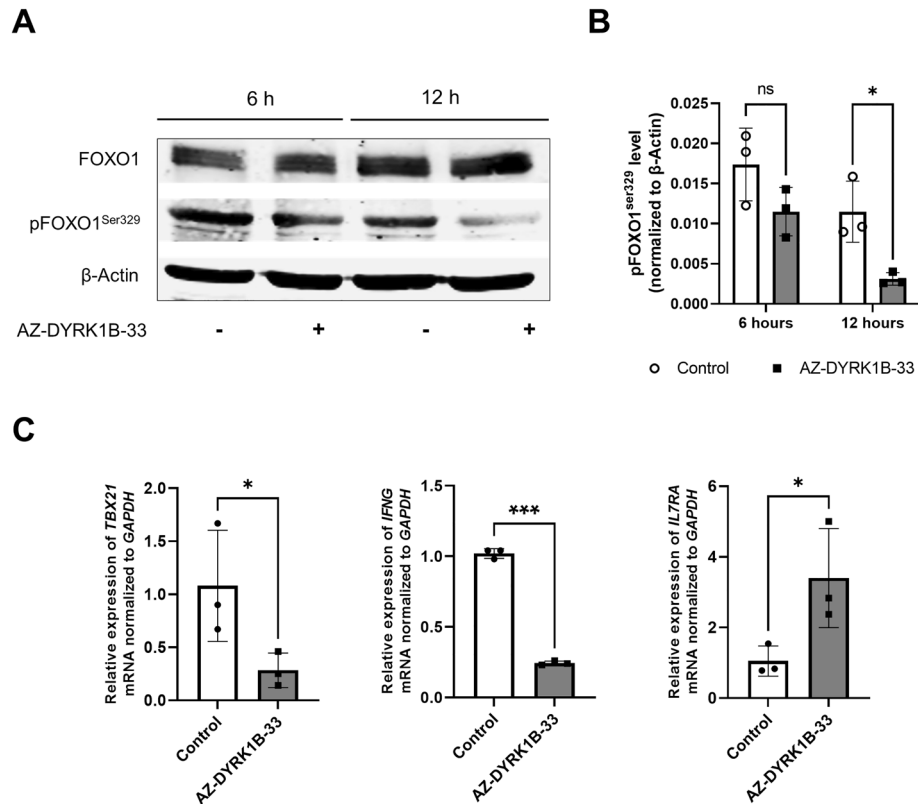 A
6 h
12 h
FOXO1
pFOXO1Ser329
β-Actin
AZ-DYRK1B-33
-
+
-
+
B
pFOXO1ser329 level
(normalized to β-Actin)
0.025
0.020
0.015
0.010
0.005
0.000
ns
*
6 hours
12 hours
Control
AZ-DYRK1B-33
C
Relative expression of TBX21
mRNA normalized to GAPDH
2.0
1.5
1.0
0.5
0.0
*
Control
AZ-DYRK1B-33
Relative expression of IFNG
mRNA normalized to GAPDH
1.5
1.0
0.5
0.0
***
Control
AZ-DYRK1B-33
Relative expression of IL7RA
mRNA normalized to GAPDH
6
4
2
0
*
Control
AZ-DYRK1B-33